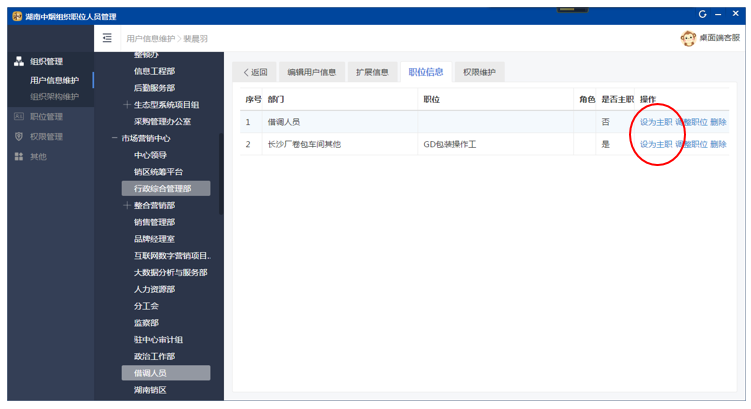 湖南中烟组织职位人员管理
用户信息维护 > 裴晨羽
桌面端客服
组织管理
用户信息维护
组织架构维护
职位管理
权限管理
其他
整顿办
信息工程部
后勤服务部
生态型系统项目组
采购管理办公室
市场营销中心
中心领导
销区统筹平台
行政综合管理部
整合营销部
销售管理部
品牌经理室
互联网数字营销项目..
大数据分析与服务部
人力资源部
分工会
监察部
驻中心审计组
政治工作部
借调人员
湖南销区
< 返回 编辑用户信息 扩展信息 职位信息 权限维护
序号 部门 职位 角色 是否主职 操作
1 借调人员 否 设为主职 调整职位 删除
2 长沙厂卷包车间其他 GD包装操作工 是 设为主职 调整职位 删除